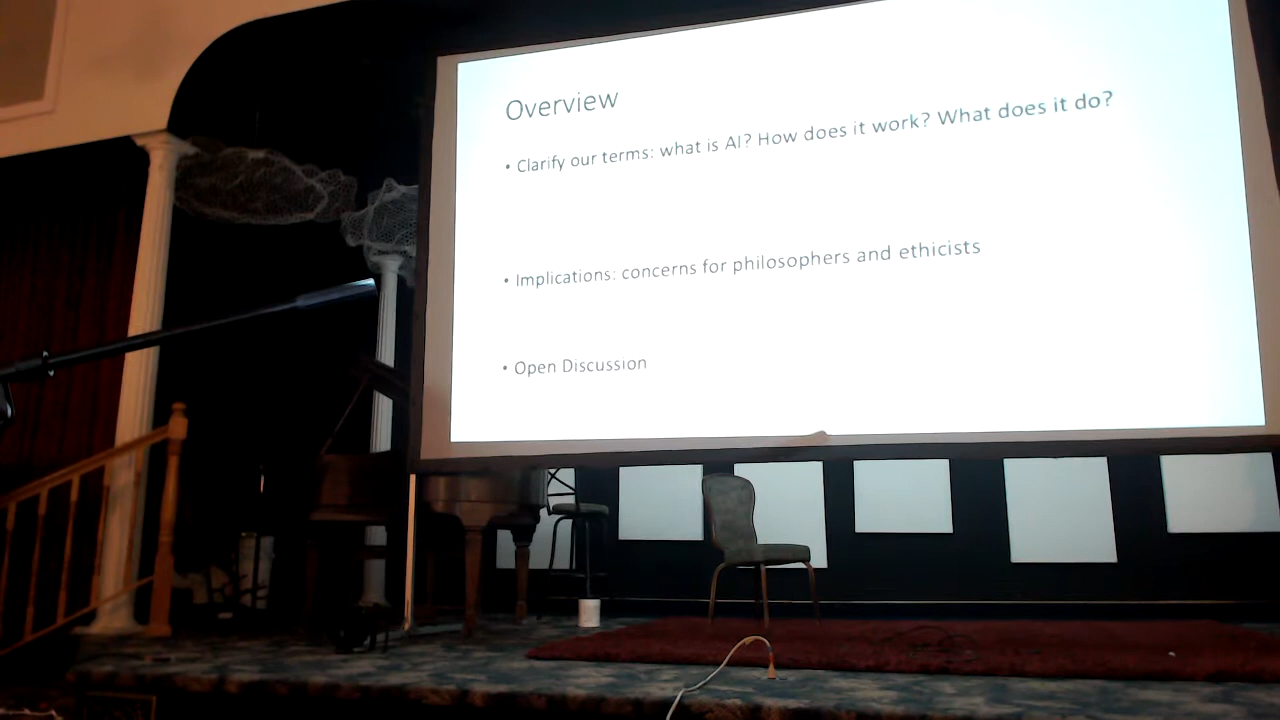 Overview
• Clarify our terms: what is AI? How does it work? What does it do?
• Implications: concerns for philosophers and ethicists
• Open Discussion